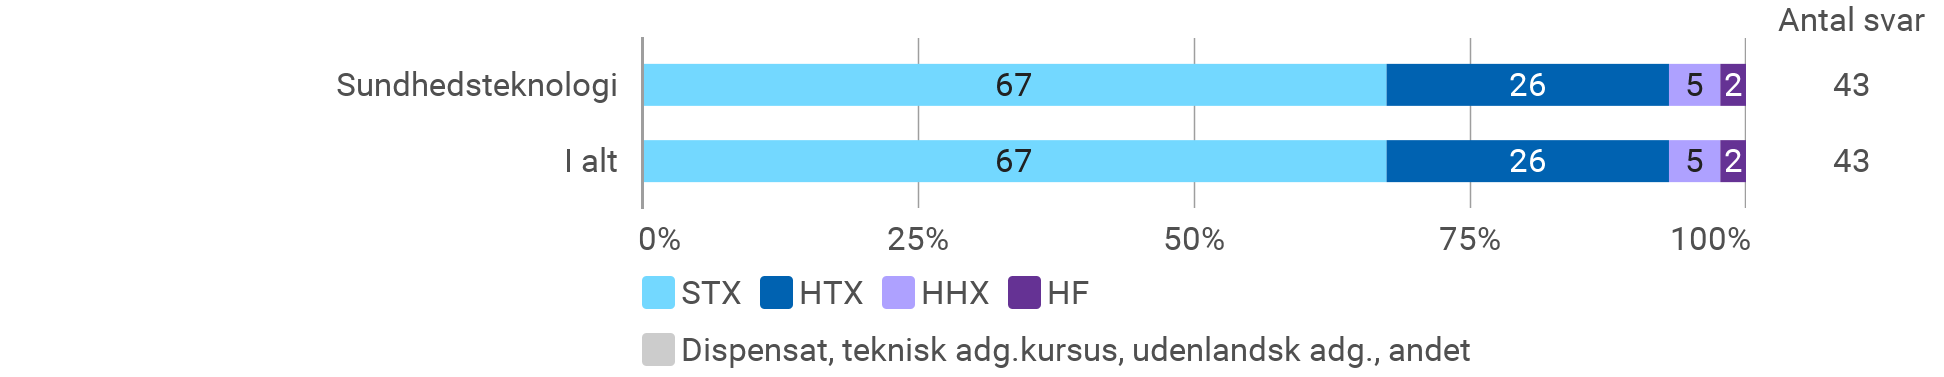 Antal svar
Sundhedsteknologi 67 26 5 2 43
I alt 67 26 5 2 43
0% 25% 50% 75% 100%
STX HTX HHX HF
Dispensat, teknisk adg.kursus, udenlandsk adg., andet